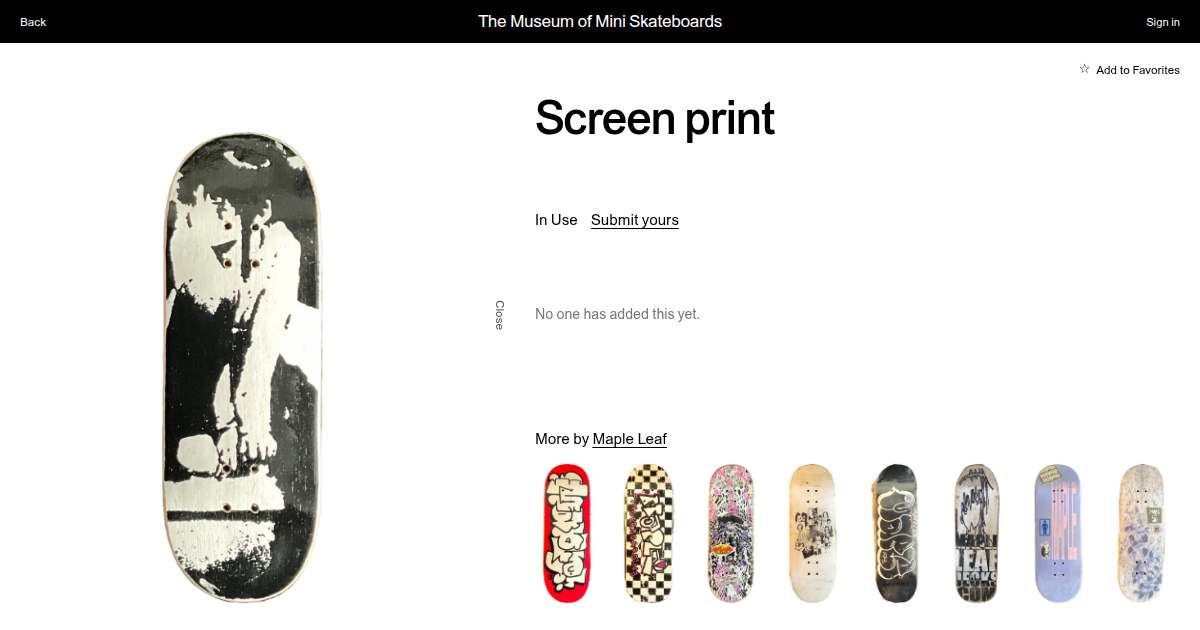 Back
The Museum of Mini Skateboards
Sign in
☆ Add to Favorites
Screen print
In Use Submit yours
Close
No one has added this yet.
More by Maple Leaf
LEAF